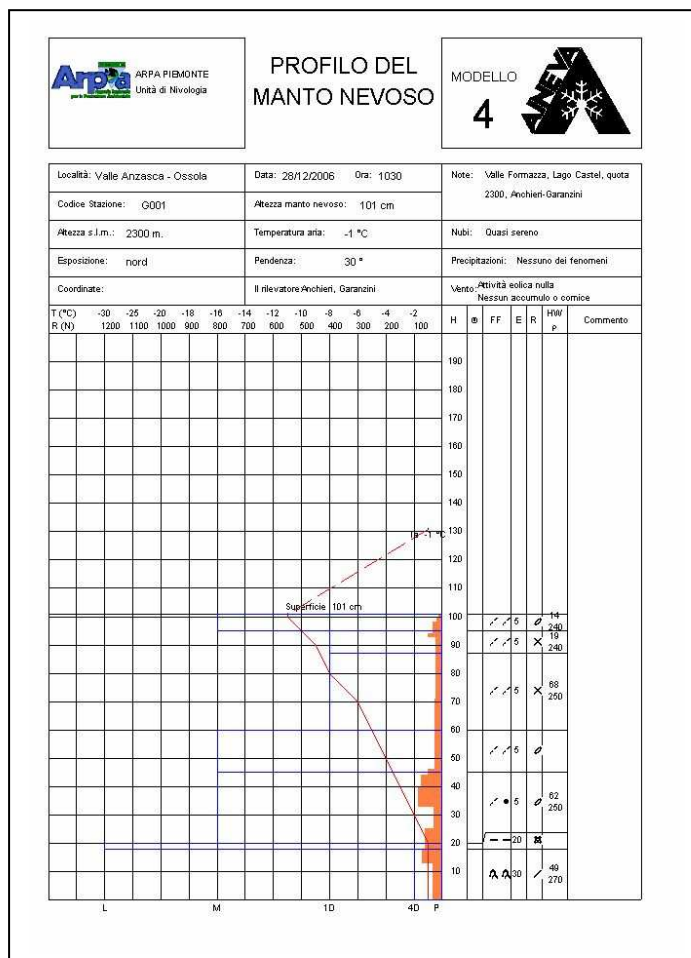 Arpa
ARPA PIEMONTE
Unità di Nivologia
PROFILO DEL
MANTO NEVOSO
MODELLO
4
AINEVA
Località: Valle Anzasca - Ossola
Data: 28/12/2006 Ora: 1030
Note: Valle Formazza, Lago Castel, quota
2300, Anchieri-Garanzini
Codice Stazione: G001
Altezza manto nevoso: 101 cm
Altezza s.l.m.: 2300 m.
Temperatura aria: -1 °C
Nubi: Quasi sereno
Esposizione: nord
Pendenza: 30 °
Precipitazioni: Nessuno dei fenomeni
Coordinate:
Il rilevatore Anchieri, Garanzini
Vento: Attività eolica nulla
Nessun accumulo o cornice
T (°C) -30 -25 -20 -18 -16 -14 -12 -10 -8 -6 -4 -2
R (N) 1200 1100 1000 900 800 700 600 500 400 300 200 100
H FF E R HW ρ Commento
190
180
170
160
150
140
130
Ta -1 °C
120
110
Superficie 101 cm
100
5 14
240
90
5 19
240
80
70
5 68
250
60
50
5
40
30
5 62
250
20
20
10
30 49
270
L M 1D 4D P